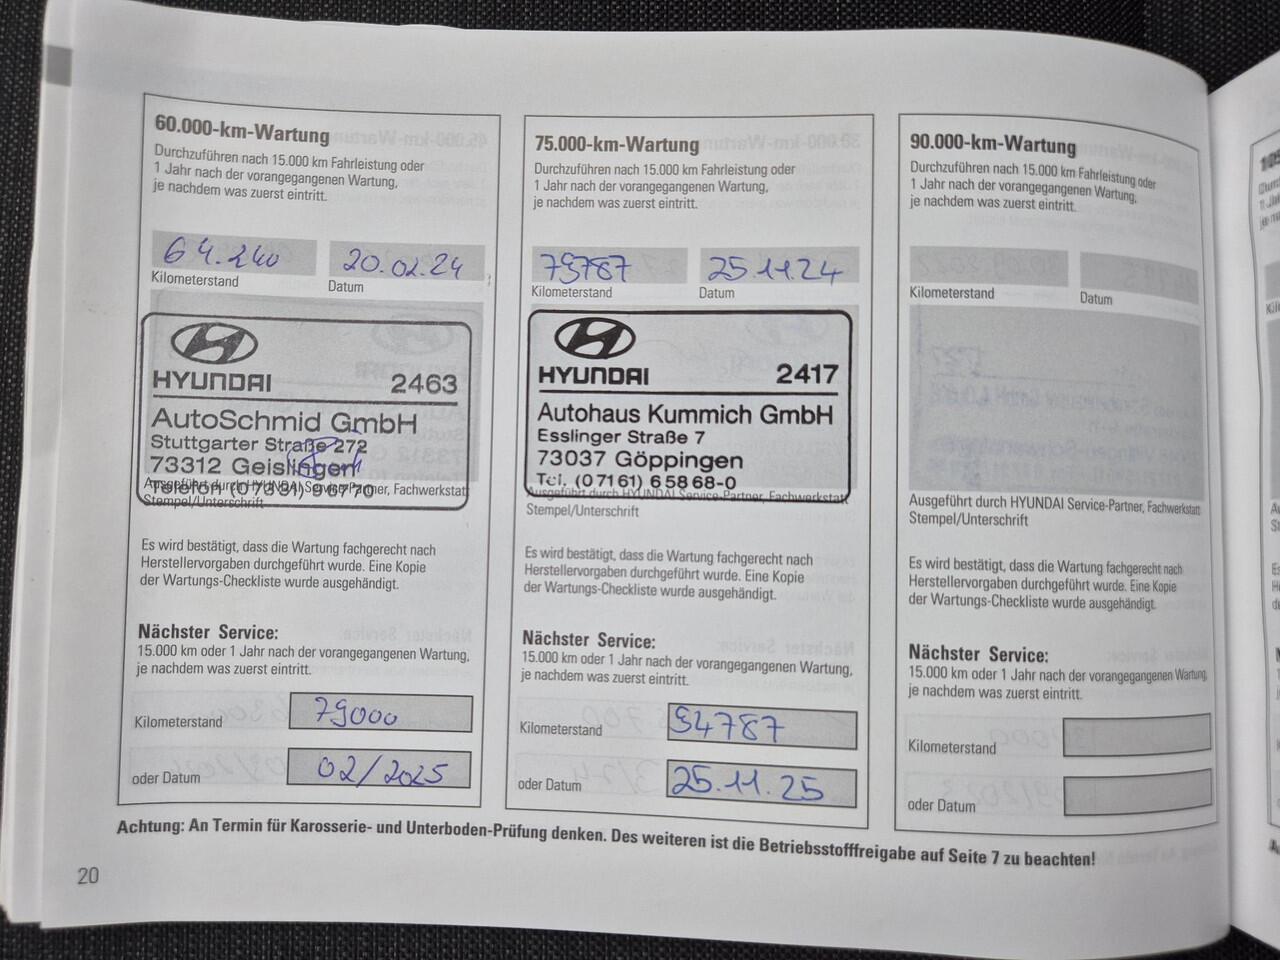 60.000-km-Wartung
Durchzuführen nach 15.000 km Fahrleistung oder
1 Jahr nach der vorangegangenen Wartung,
je nachdem was zuerst eintritt.
64.240
20.02.24
Kilometerstand
Datum
HYUNDAI 2463
AutoSchmid GmbH
Stuttgarter Straße 272
73312 Geislingen
Telefon (07331) 96770
Ausgeführt durch HYUNDAI Service-Partner, Fachwerkstatt
Stempel/Unterschrift
Es wird bestätigt, dass die Wartung fachgerecht nach
Herstellervorgaben durchgeführt wurde. Eine Kopie
der Wartungs-Checkliste wurde ausgehändigt.
Nächster Service:
15.000 km oder 1 Jahr nach der vorangegangenen Wartung,
je nachdem was zuerst eintritt.
Kilometerstand 79000
oder Datum 02/2025
75.000-km-Wartung
Durchzuführen nach 15.000 km Fahrleistung oder
1 Jahr nach der vorangegangenen Wartung,
je nachdem was zuerst eintritt.
79787
25.11.24
Kilometerstand
Datum
HYUNDAI 2417
Autohaus Kummich GmbH
Esslinger Straße 7
73037 Göppingen
Tel. (07161) 65868-0
Ausgeführt durch HYUNDAI Service-Partner, Fachwerkstatt
Stempel/Unterschrift
Es wird bestätigt, dass die Wartung fachgerecht nach
Herstellervorgaben durchgeführt wurde. Eine Kopie
der Wartungs-Checkliste wurde ausgehändigt.
Nächster Service:
15.000 km oder 1 Jahr nach der vorangegangenen Wartung,
je nachdem was zuerst eintritt.
Kilometerstand 94787
oder Datum 25.11.25
90.000-km-Wartung
Durchzuführen nach 15.000 km Fahrleistung oder
1 Jahr nach der vorangegangenen Wartung,
je nachdem was zuerst eintritt.
Kilometerstand
Datum
Ausgeführt durch HYUNDAI Service-Partner, Fachwerkstatt
Stempel/Unterschrift
Es wird bestätigt, dass die Wartung fachgerecht nach
Herstellervorgaben durchgeführt wurde. Eine Kopie
der Wartungs-Checkliste wurde ausgehändigt.
Nächster Service:
15.000 km oder 1 Jahr nach der vorangegangenen Wartung,
je nachdem was zuerst eintritt.
Kilometerstand
oder Datum
Achtung: An Termin für Karosserie- und Unterboden-Prüfung denken. Des weiteren ist die Betriebsstofffreigabe auf Seite 7 zu beachten!
20